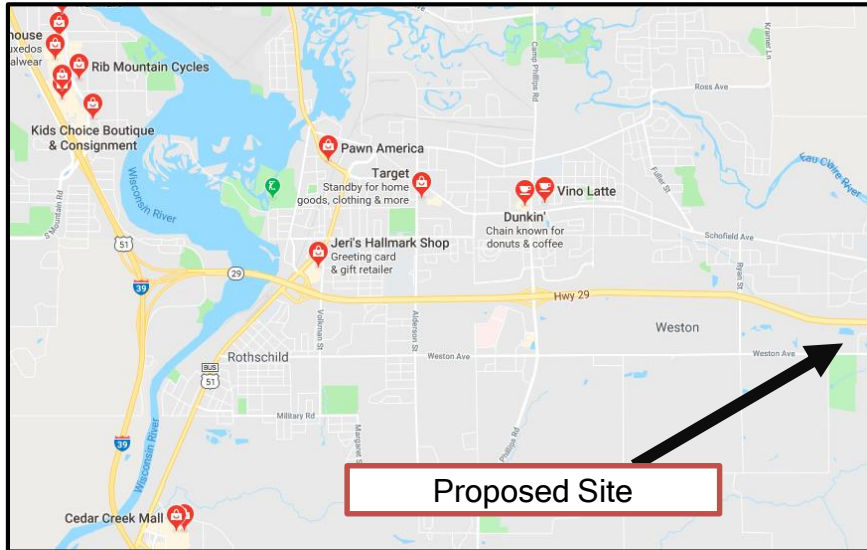 house
uxedos
alwear
Rib Mountain Cycles
Kids Choice Boutique
& Consignment
Wisconsin River
S Mountain Rd
51
39
29
Camp Phillips Rd
Kramer Ln
Ross Ave
Pawn America
Target
Standby for home
goods, clothing & more
Vino Latte
Dunkin'
Chain known for
donuts & coffee
Fuller St
Eau Claire River
Schofield Ave
Jeri's Hallmark Shop
Greeting card
& gift retailer
Ryan St
Hwy 29
Volkman St
Alderson St
Weston
Rothschild
Weston Ave
Weston Ave
BUS
51
Military Rd
Margaret S
Phillips Rd
39
Wisconsin River
Cedar Creek Mall
Proposed Site